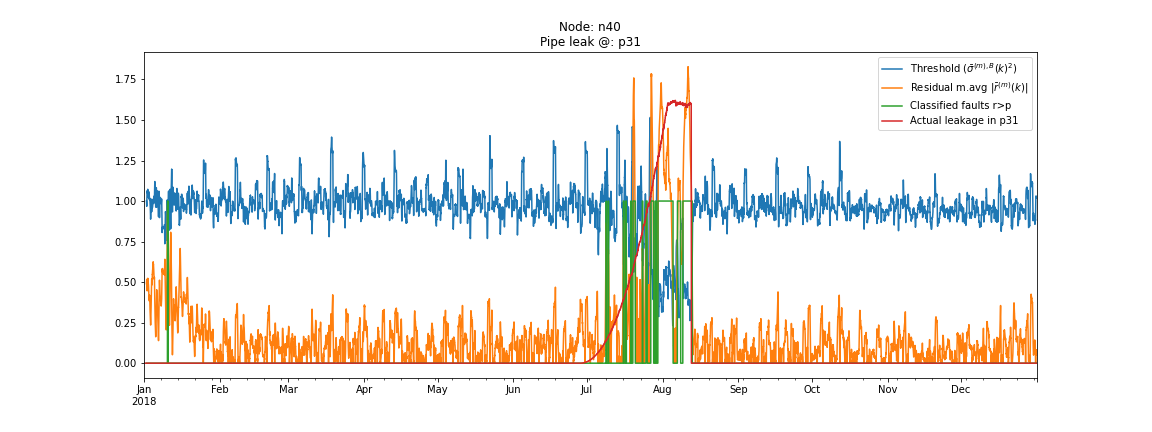 Node: n40
Pipe leak @: p31
Threshold (σ̄⁽ᵐ⁾,ᴮ(k)²)
Residual m.avg |r̄⁽ᵐ⁾(k)|
Classified faults r>p
Actual leakage in p31
1.75
1.50
1.25
1.00
0.75
0.50
0.25
0.00
Jan Feb Mar Apr May Jun Jul Aug Sep Oct Nov Dec
2018